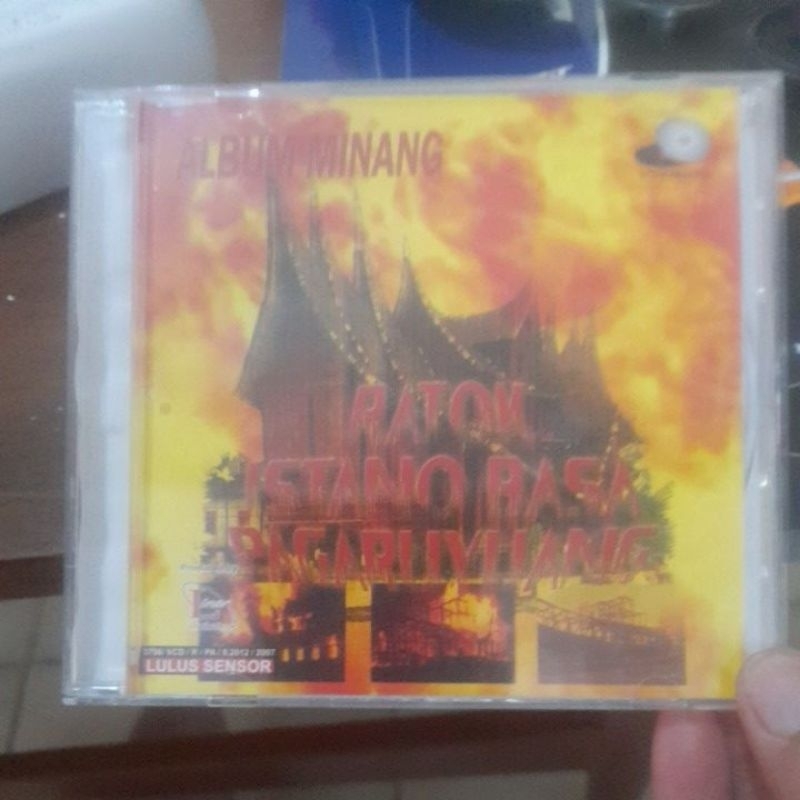 ALBUM MINANG
RATOK
ISTANO BASA
PAGARUYUANG
LULUS SENSOR